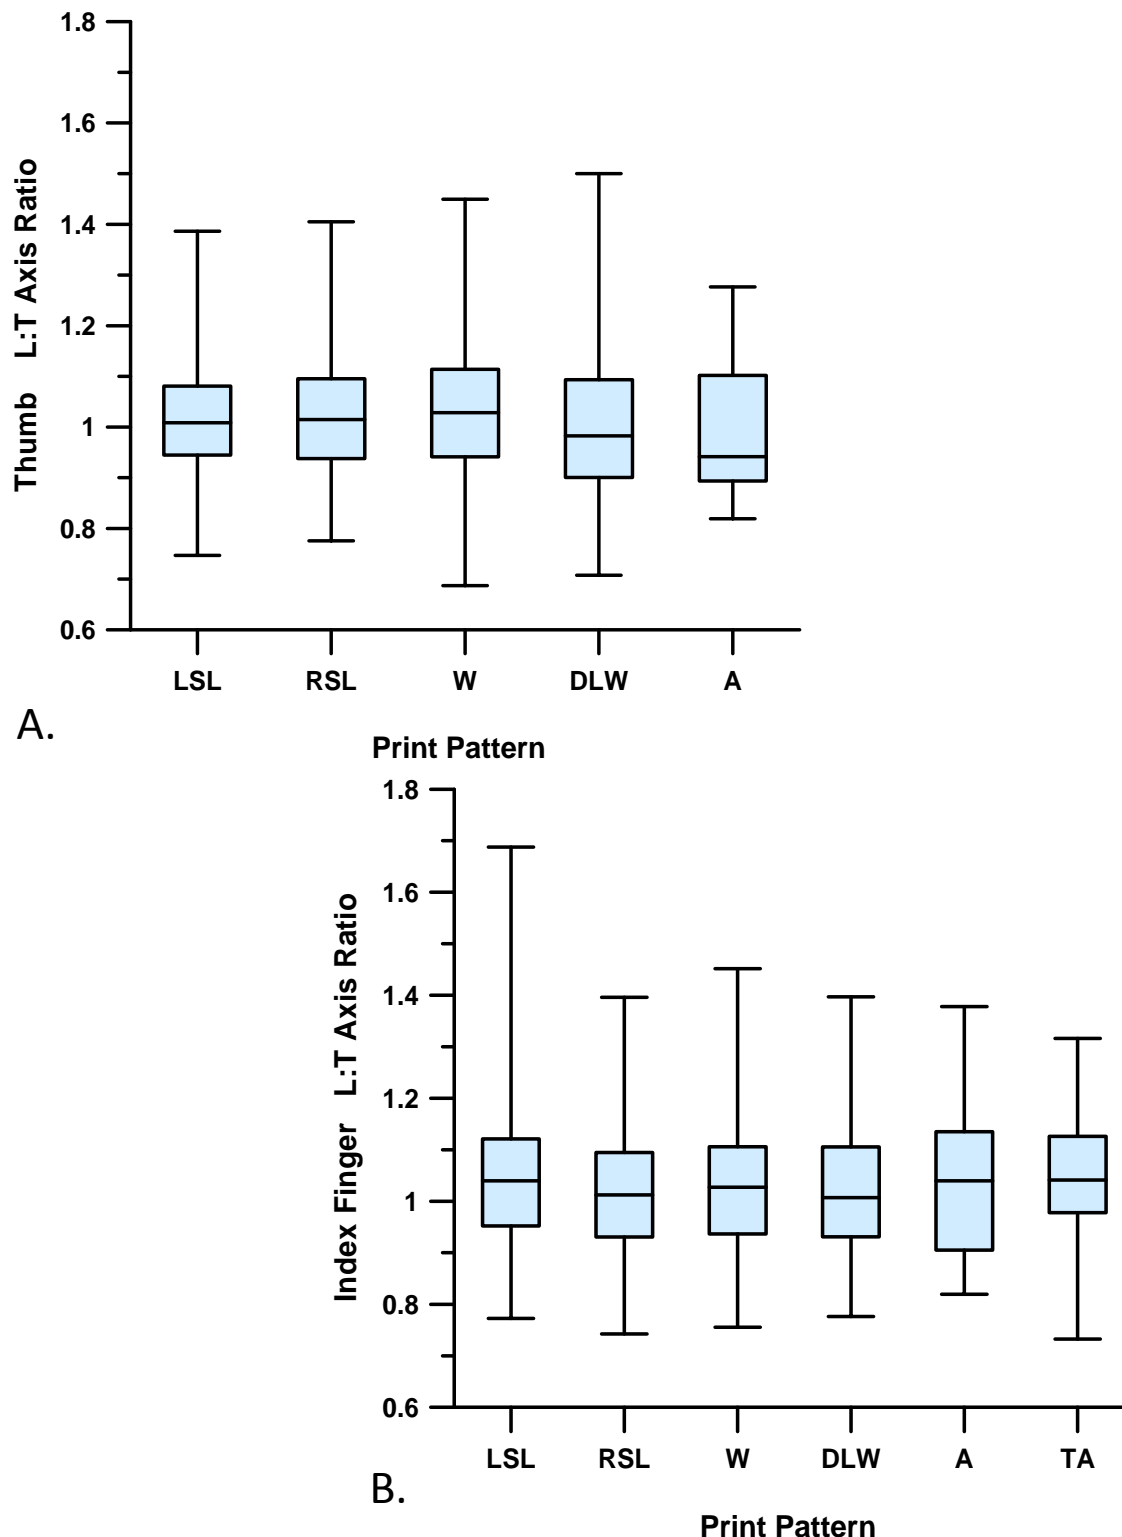 1.8
1.6
1.4
1.2
1
0.8
0.6
Thumb L:T Axis Ratio
LSL RSL W DLW A
A.
Print Pattern
1.8
1.6
1.4
1.2
1
0.8
0.6
Index Finger L:T Axis Ratio
LSL RSL W DLW A TA
B.
Print Pattern